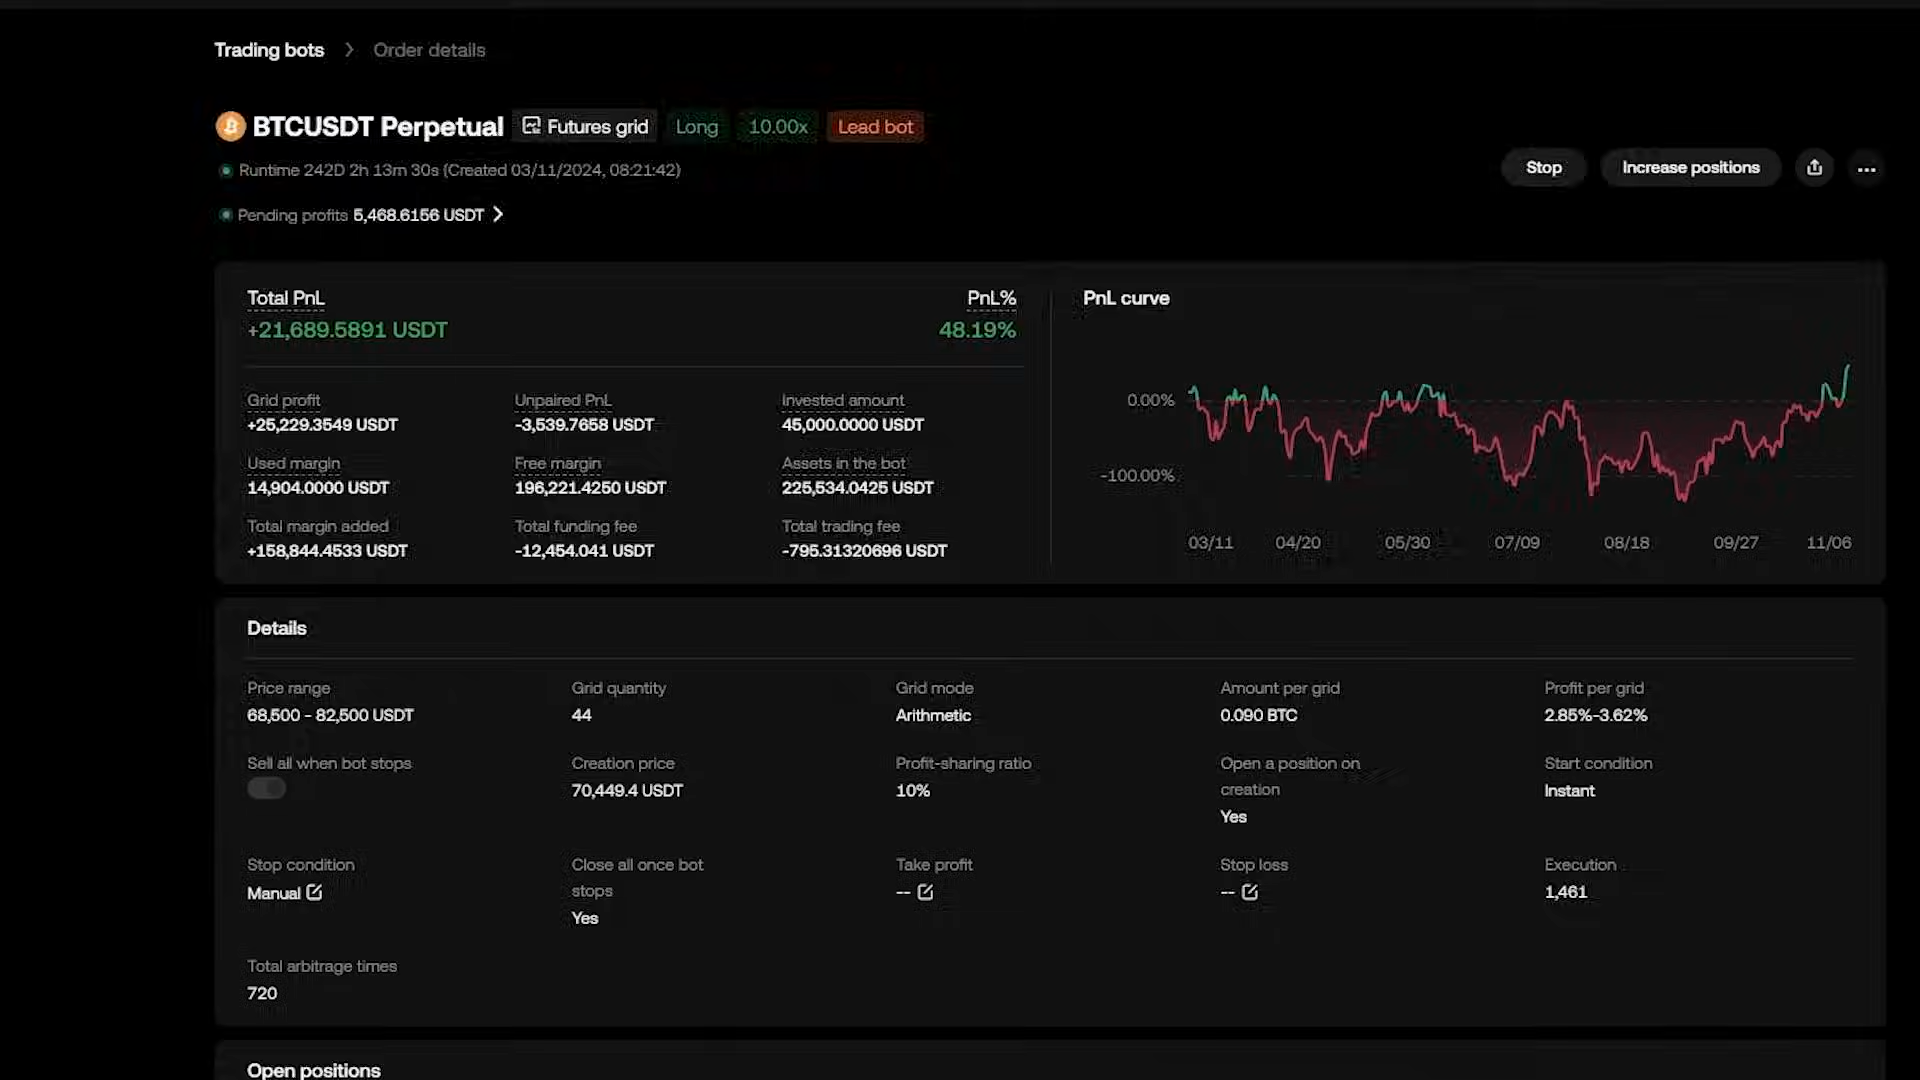 Trading bots > Order details
BTCUSDT Perpetual Futures grid Long 10.00x Lead bot
Runtime 242D 2h 13m 30s (Created 03/11/2024, 08:21:42)
Stop Increase positions ...
Pending profits 5,468.6156 USDT >
Total PnL PnL%
+21,689.5891 USDT 48.19%
Grid profit Unpaired PnL Invested amount
+25,229.3549 USDT -3,539.7658 USDT 45,000.0000 USDT
Used margin Free margin Assets in the bot
14,904.0000 USDT 196,221.4250 USDT 225,534.0425 USDT
Total margin added Total funding fee Total trading fee
+158,844.4533 USDT -12,454.041 USDT -795.31320696 USDT
PnL curve
0.00%
-100.00%
03/11 04/20 05/30 07/09 08/18 09/27 11/06
Details
Price range Grid quantity Grid mode Amount per grid Profit per grid
68,500 - 82,500 USDT 44 Arithmetic 0.090 BTC 2.85%-3.62%
Sell all when bot stops Creation price Profit-sharing ratio Open a position on creation Start condition
70,449.4 USDT 10% Yes Instant
Stop condition Close all once bot stops Take profit Stop loss Execution
Manual Yes -- -- 1,461
Total arbitrage times
720
Open positions